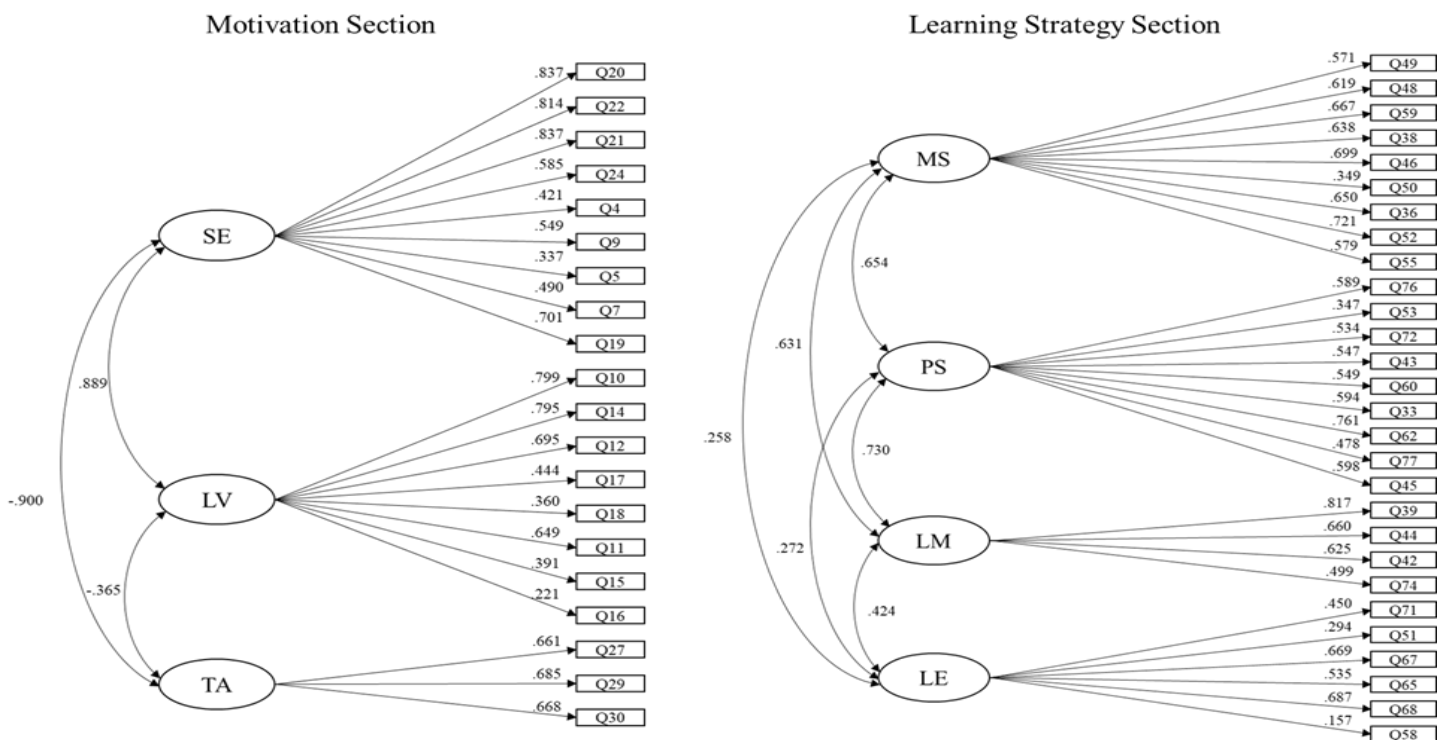 Motivation Section
.837 Q20
.814 Q22
.837 Q21
.585 Q24
.421 Q4
.549 Q9
.337 Q5
.490 Q7
.701 Q19
SE
.889
.799 Q10
.795 Q14
.695 Q12
.444 Q17
.360 Q18
.649 Q11
.391 Q15
.221 Q16
LV
-.900
-.365
.661 Q27
.685 Q29
.668 Q30
TA
Learning Strategy Section
.571 Q49
.619 Q48
.667 Q59
.638 Q38
.699 Q46
.349 Q50
.650 Q36
.721 Q52
.579 Q55
MS
.654
.589 Q76
.347 Q53
.534 Q72
.547 Q43
.549 Q60
.594 Q33
.761 Q62
.478 Q77
.598 Q45
PS
.631
.258
.730
.817 Q39
.660 Q44
.625 Q42
.499 Q74
LM
.272
.424
.450 Q71
.294 Q51
.669 Q67
.535 Q65
.687 Q68
.157 Q58
LE